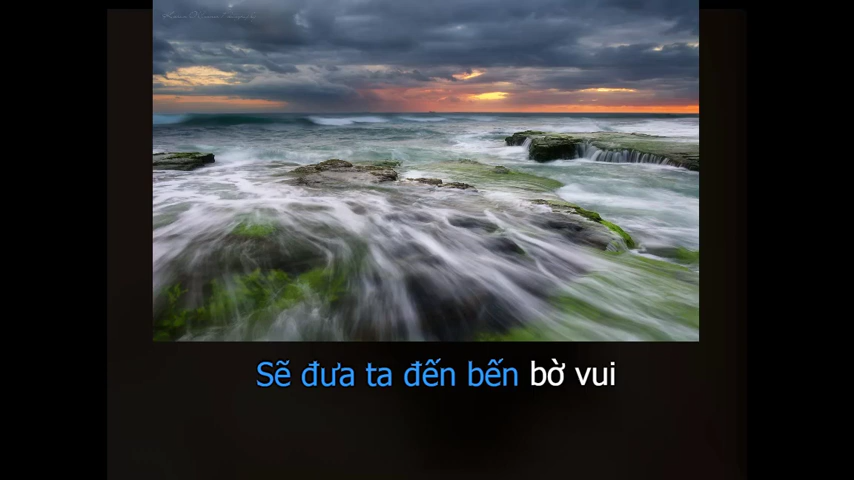 Sẽ đưa ta đến bến bờ vui